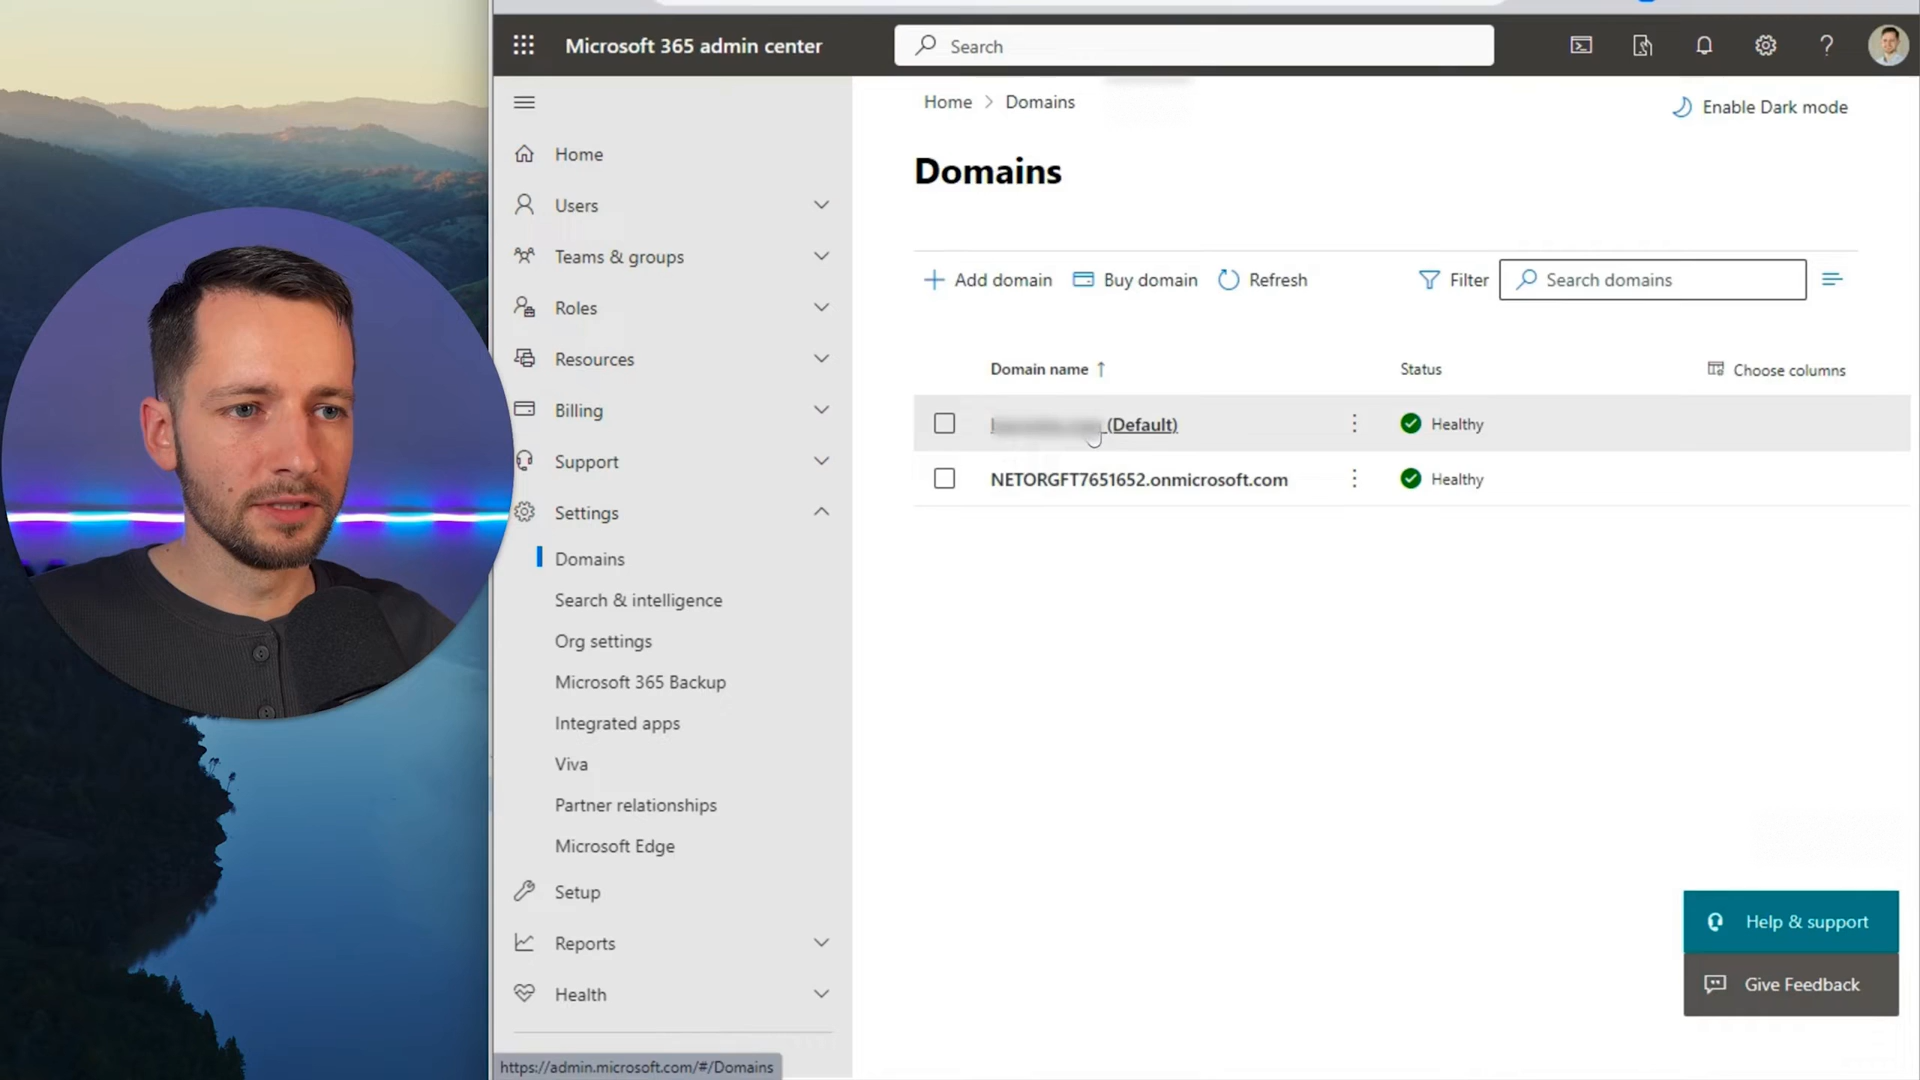 Microsoft 365 admin center
Search
Home > Domains
Enable Dark mode
Domains
Add domain
Buy domain
Refresh
Filter
Search domains
Domain name ↑
Status
Choose columns
(Default)
Healthy
NETORGFT7651652.onmicrosoft.com
Healthy
Home
Users
Teams & groups
Roles
Resources
Billing
Support
Settings
Domains
Search & intelligence
Org settings
Microsoft 365 Backup
Integrated apps
Viva
Partner relationships
Microsoft Edge
Setup
Reports
Health
Help & support
Give Feedback
https://admin.microsoft.com/#/Domains